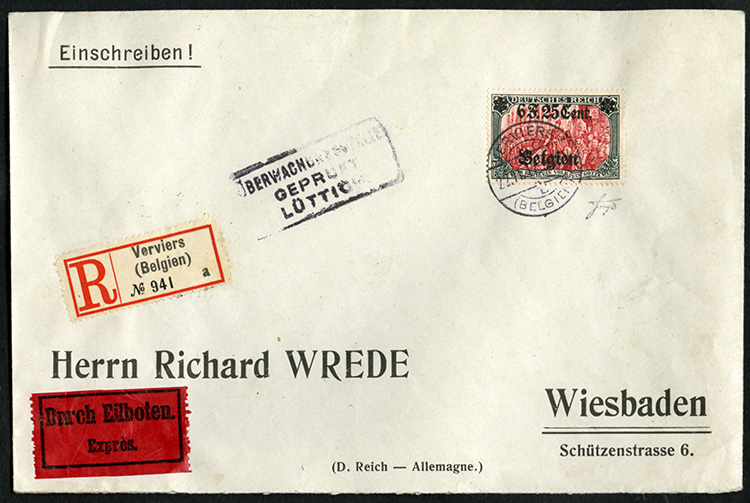 Einschreiben!
DEUTSCHES REICH
6 F. 25 Cent.
Belgien.
(BELGIEN)
GEPRÜFT
LÜTTICH
R
Verviers
(Belgien)
№ 941 a
Herrn Richard WREDE
Durch Eilboten.
Exprès.
Wiesbaden
Schützenstrasse 6.
(D. Reich — Allemagne.)